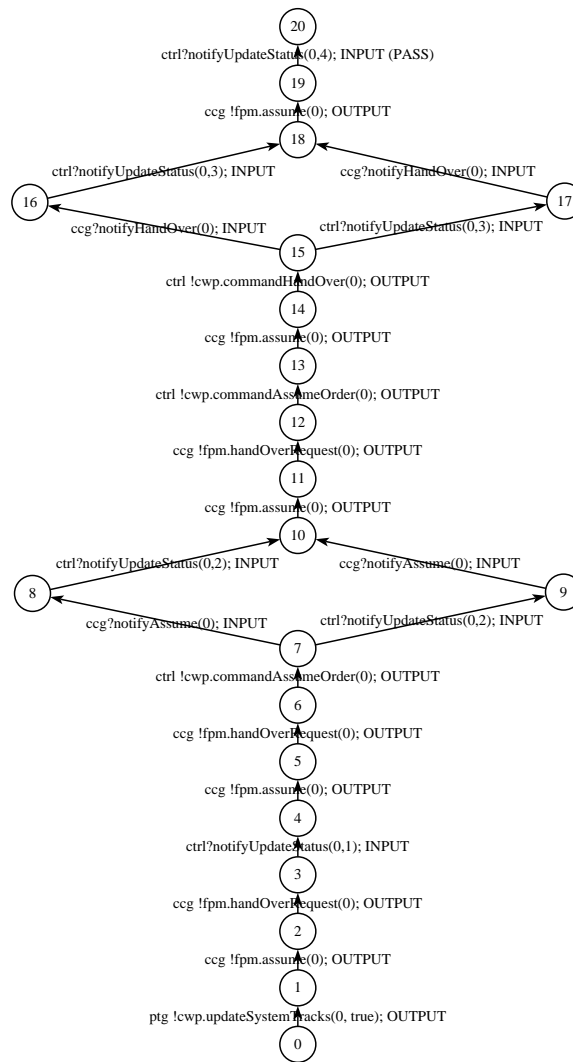 20
ctrl?notifyUpdateStatus(0,4); INPUT (PASS)
19
ccg !fpm.assume(0); OUTPUT
18
ctrl?notifyUpdateStatus(0,3); INPUT
ccg?notifyHandOver(0); INPUT
16
17
ccg?notifyHandOver(0); INPUT
ctrl?notifyUpdateStatus(0,3); INPUT
15
ctrl !cwp.commandHandOver(0); OUTPUT
14
ccg !fpm.assume(0); OUTPUT
13
ctrl !cwp.commandAssumeOrder(0); OUTPUT
12
ccg !fpm.handOverRequest(0); OUTPUT
11
ccg !fpm.assume(0); OUTPUT
10
ctrl?notifyUpdateStatus(0,2); INPUT
ccg?notifyAssume(0); INPUT
8
9
ccg?notifyAssume(0); INPUT
ctrl?notifyUpdateStatus(0,2); INPUT
7
ctrl !cwp.commandAssumeOrder(0); OUTPUT
6
ccg !fpm.handOverRequest(0); OUTPUT
5
ccg !fpm.assume(0); OUTPUT
4
ctrl?notifyUpdateStatus(0,1); INPUT
3
ccg !fpm.handOverRequest(0); OUTPUT
2
ccg !fpm.assume(0); OUTPUT
1
ptg !cwp.updateSystemTracks(0, true); OUTPUT
0